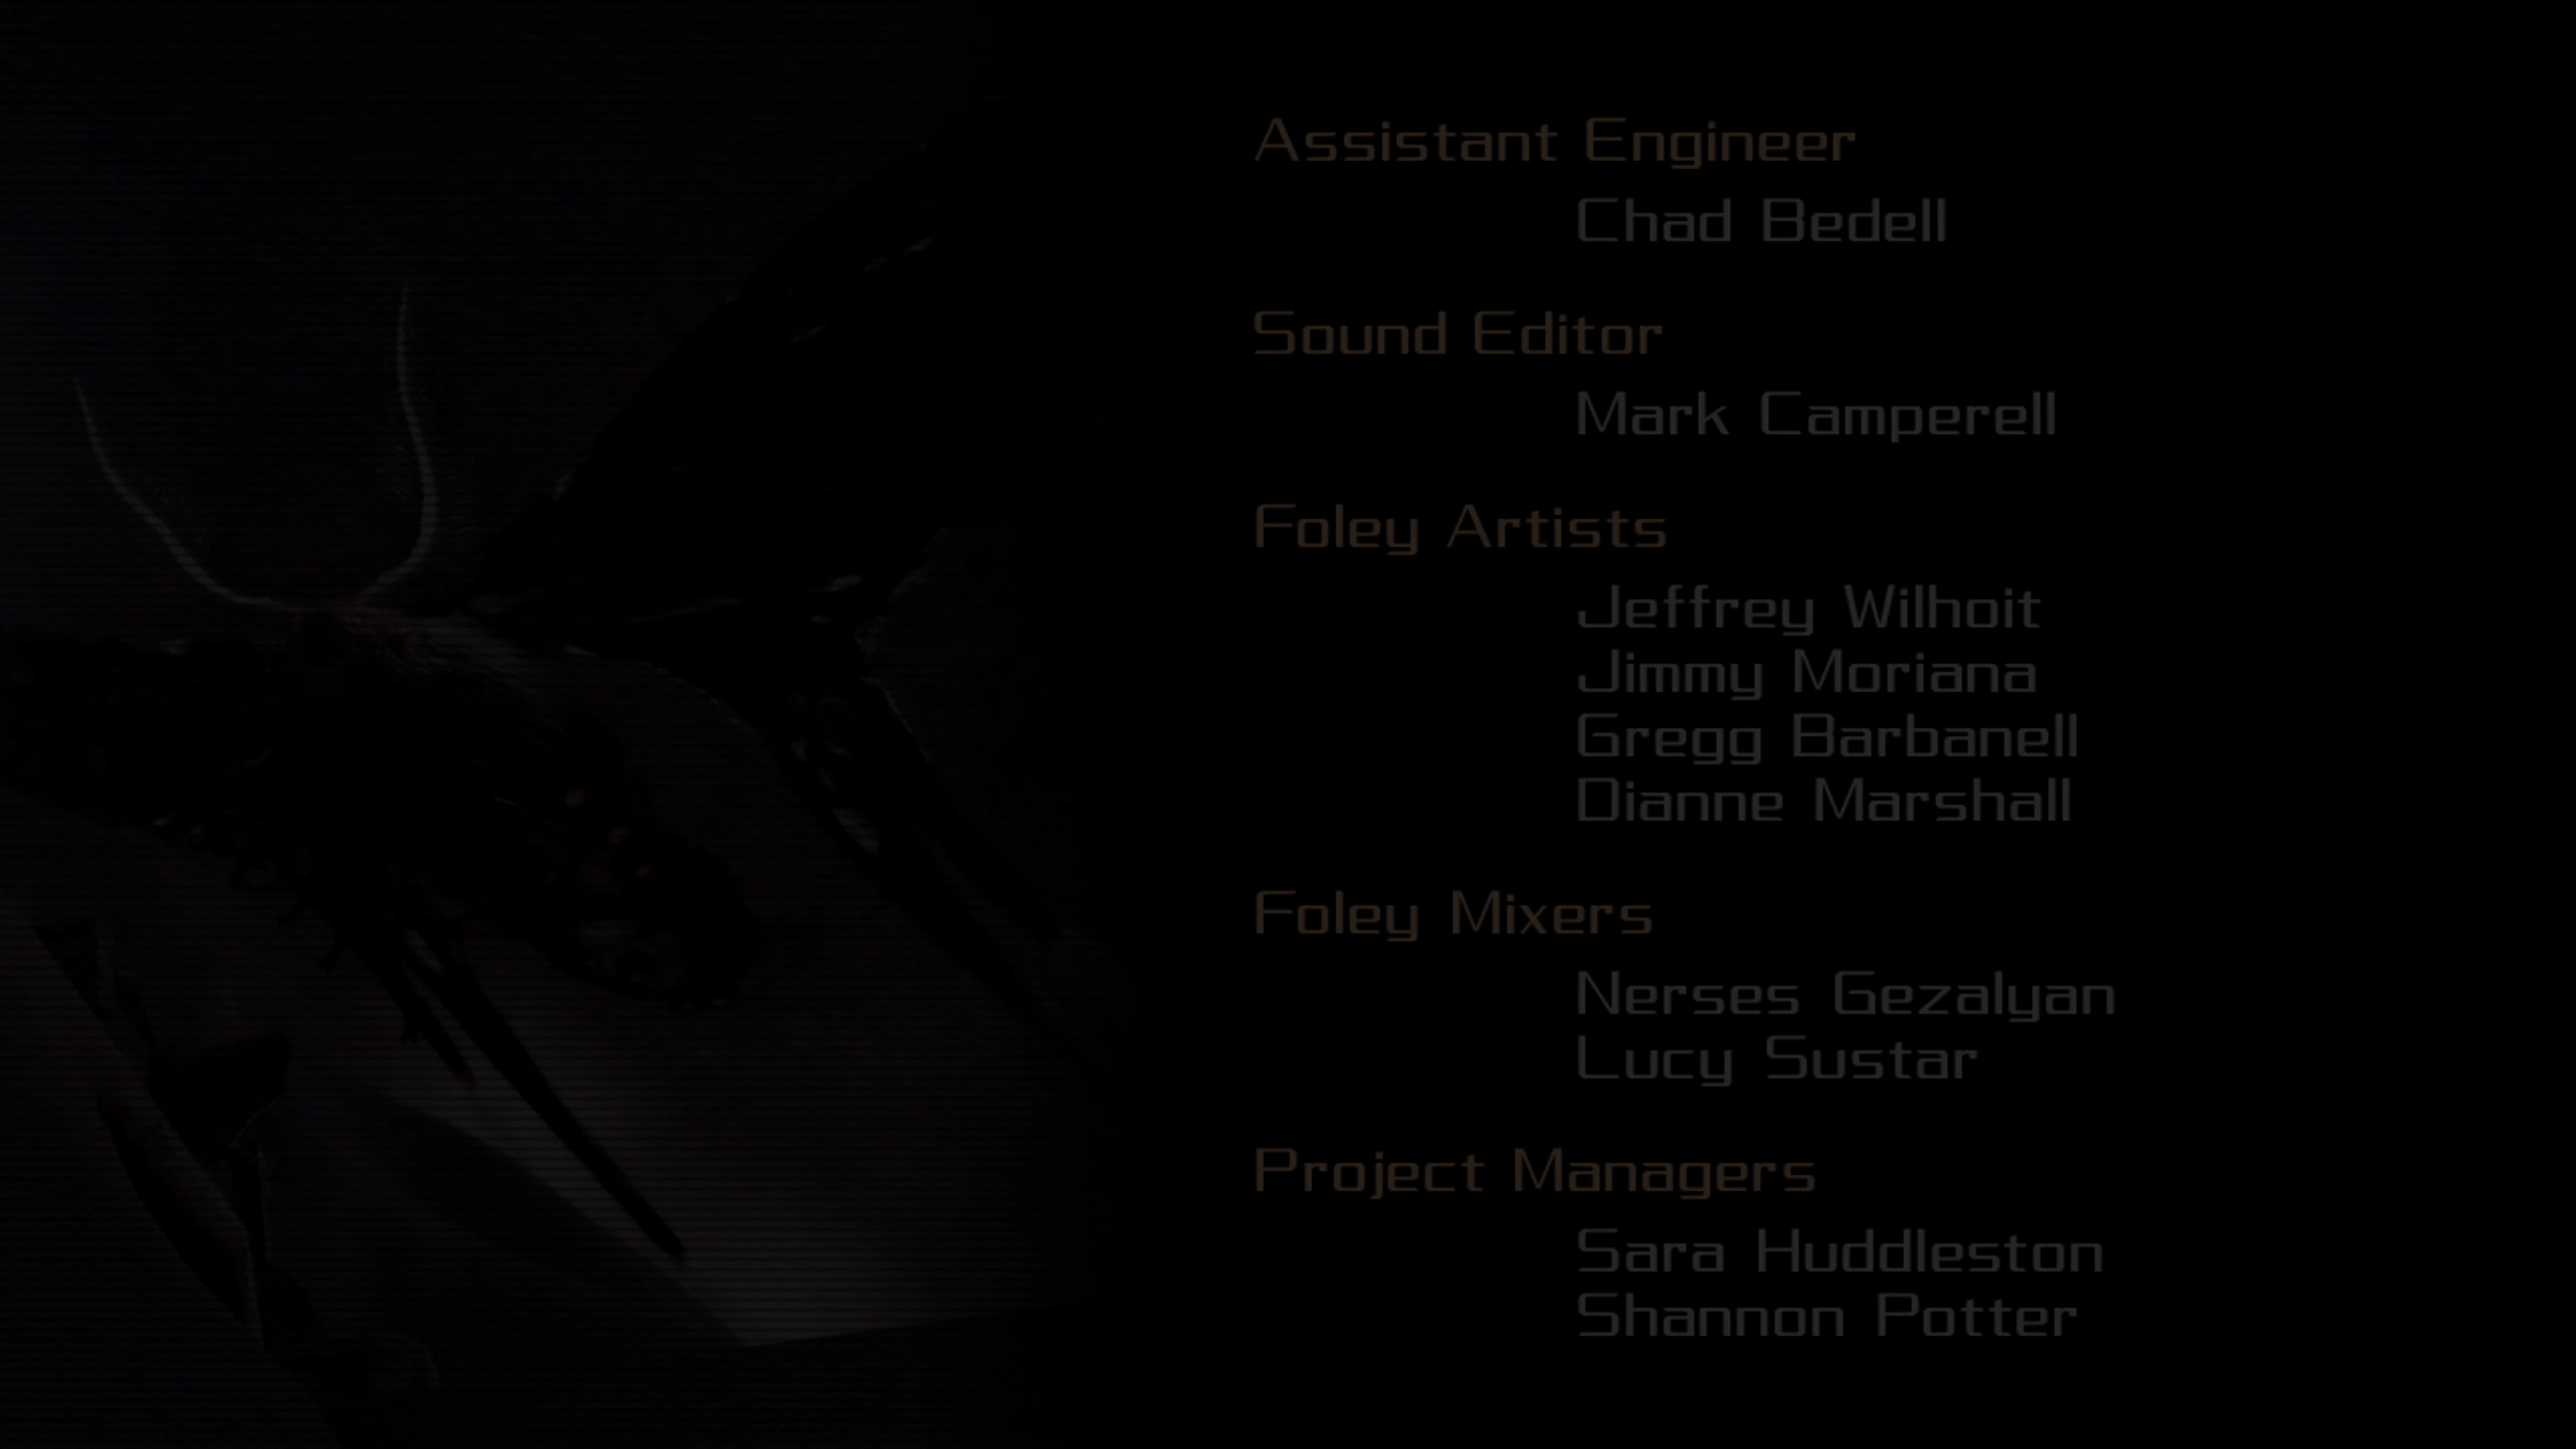 Assistant Engineer
Chad Bedell
Sound Editor
Mark Camperell
Foley Artists
Jeffrey Wilhoit
Jimmy Moriana
Gregg Barbanell
Dianne Marshall
Foley Mixers
Nerses Gezalyan
Lucy Sustar
Project Managers
Sara Huddleston
Shannon Potter